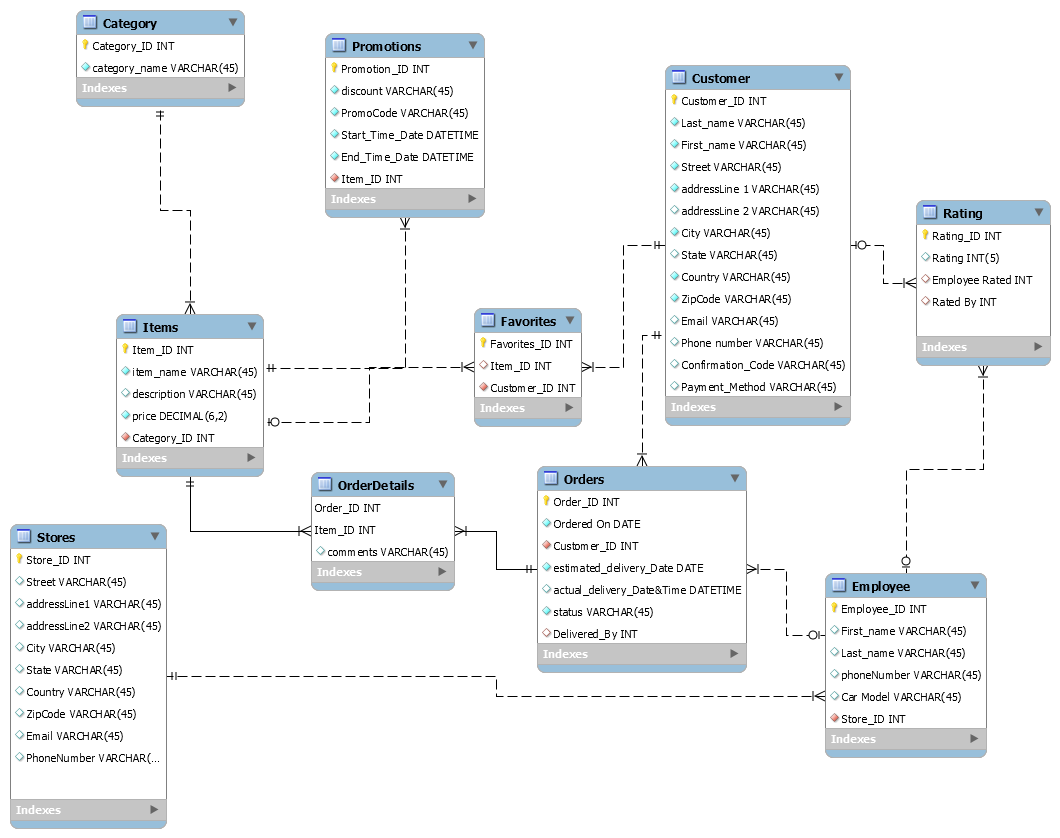 Category
Category_ID INT
category_name VARCHAR(45)
Indexes
Promotions
Promotion _ID INT
discount VARCHAR(45)
PromoCode VARCHAR(45)
Start_Time_Date DATETIME
End_Time_Date DATETIME
Item_ID INT
Indexes
Customer
Customer_ID INT
Last_name VARCHAR(45)
First_name VARCHAR(45)
Street VARCHAR(45)
addressLine 1 VARCHAR(45)
addressLine 2 VARCHAR(45)
City VARCHAR(45)
State VARCHAR(45)
Country VARCHAR(45)
ZipCode VARCHAR(45)
Email VARCHAR(45)
Phone number VARCHAR(45)
Confirmation_Code VARCHAR(45)
Payment_Method VARCHAR(45)
Indexes
Rating
Rating_ID INT
Rating INT(5)
Employee Rated INT
Rated By INT
Indexes
Items
Item_ID INT
item_name VARCHAR(45)
description VARCHAR(45)
price DECIMAL(6,2)
Category_ID INT
Indexes
Favorites
Favorites_ID INT
Item_ID INT
Customer_ID INT
Indexes
OrderDetails
Order_ID INT
Item_ID INT
comments VARCHAR(45)
Indexes
Orders
Order_ID INT
Ordered On DATE
Customer_ID INT
estimated_delivery_Date DATE
actual_delivery_Date&Time DATETIME
status VARCHAR(45)
Delivered_By INT
Indexes
Stores
Store_ID INT
Street VARCHAR(45)
addressLine1 VARCHAR(45)
addressLine2 VARCHAR(45)
City VARCHAR(45)
State VARCHAR(45)
Country VARCHAR(45)
ZipCode VARCHAR(45)
Email VARCHAR(45)
PhoneNumber VARCHAR(...
Indexes
Employee
Employee_ID INT
First_name VARCHAR(45)
Last_name VARCHAR(45)
phoneNumber VARCHAR(45)
Car Model VARCHAR(45)
Store_ID INT
Indexes